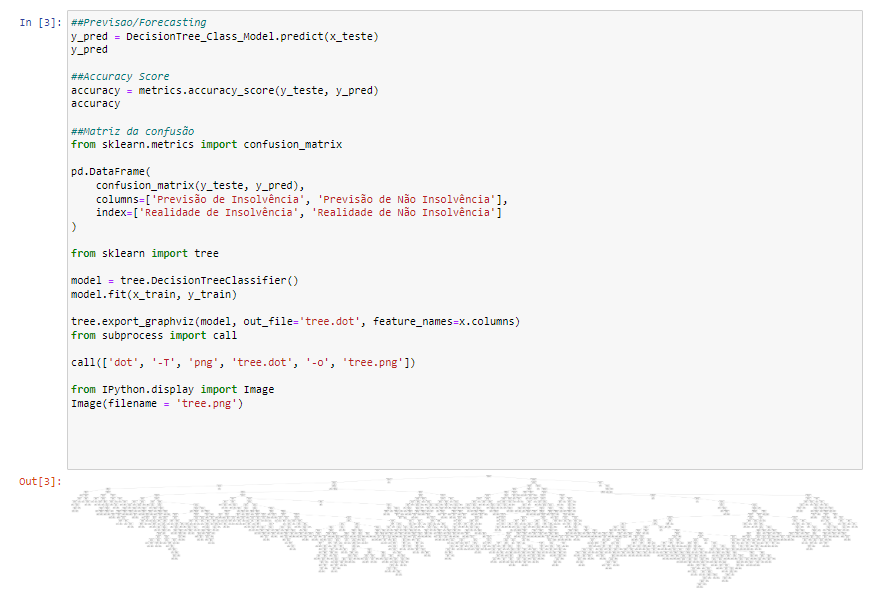 In [3]:
##Previsao/Forecasting
y_pred = DecisionTree_Class_Model.predict(x_teste)
y_pred
##Accuracy Score
accuracy = metrics.accuracy_score(y_teste, y_pred)
accuracy
##Matriz da confusão
from sklearn.metrics import confusion_matrix
pd.DataFrame(
    confusion_matrix(y_teste, y_pred),
    columns=['Previsão de Insolvência', 'Previsão de Não Insolvência'],
    index=['Realidade de Insolvência', 'Realidade de Não Insolvência']
)
from sklearn import tree
model = tree.DecisionTreeClassifier()
model.fit(x_train, y_train)
tree.export_graphviz(model, out_file='tree.dot', feature_names=x.columns)
from subprocess import call
call(['dot', '-T', 'png', 'tree.dot', '-o', 'tree.png'])
from IPython.display import Image
Image(filename = 'tree.png')
Out[3]: